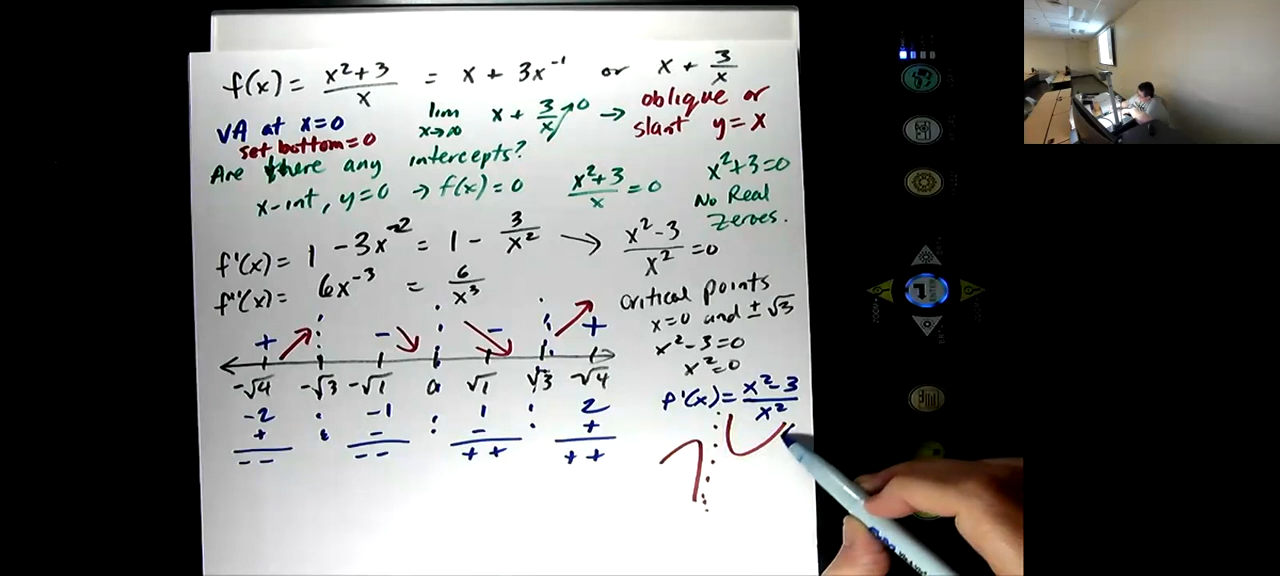 f(x) = x²+3 / x = x + 3x⁻¹ or x + 3/x
VA at x=0
set bottom=0
lim x→∞ x + 3/x → 0 → oblique or slant y = x
Are there any intercepts?
x-int, y=0 → f(x) = 0 x²+3 / x = 0 x²+3=0
No Real
Zeroes.
f'(x) = 1 - 3x⁻² = 1 - 3/x² → x²-3 / x² = 0
f''(x) = 6x⁻³ = 6/x³
critical points
x=0 and ±√3
x²-3=0
x²=0
+ - - +
-√4 -√3 -√1 0 √1 √3 √4
-2 -1 1 2
+ - - +
-- -- ++ ++
f'(x) = x²-3 / x²